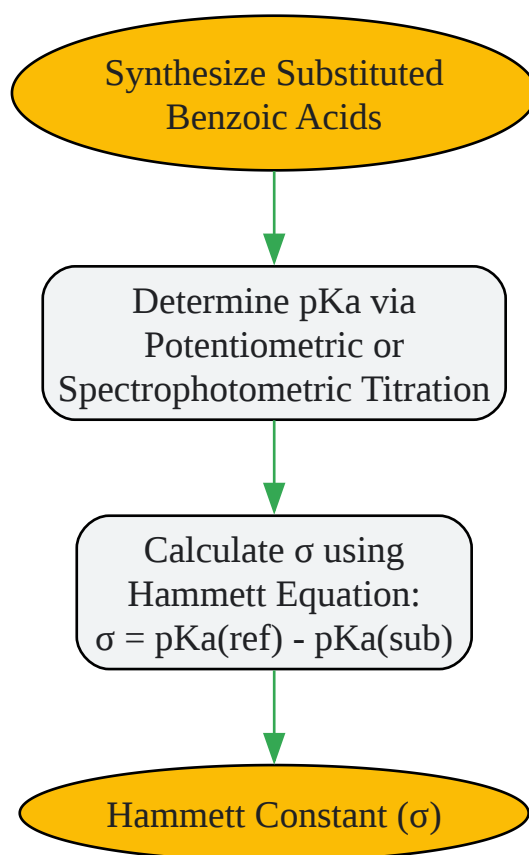 Synthesize Substituted
Benzoic Acids
Determine pKa via
Potentiometric or
Spectrophotometric Titration
Calculate σ using
Hammett Equation:
σ = pKa(ref) - pKa(sub)
Hammett Constant (σ)